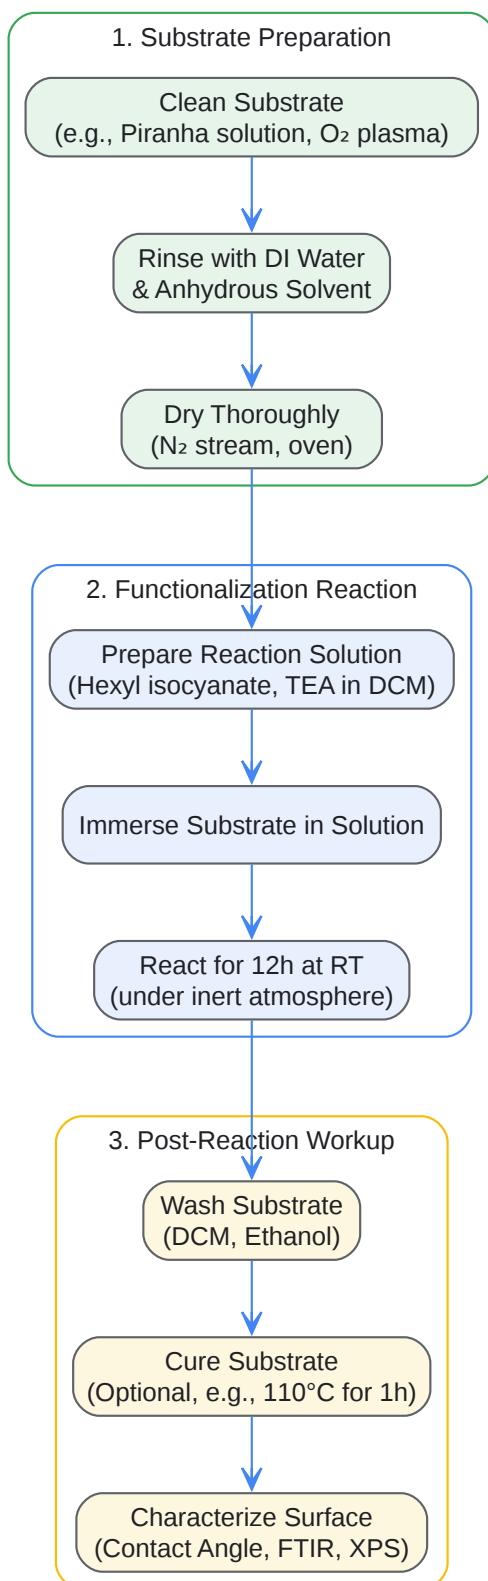 1. Substrate Preparation
Clean Substrate
(e.g., Piranha solution, O₂ plasma)
Rinse with DI Water
& Anhydrous Solvent
Dry Thoroughly
(N₂ stream, oven)
2. Functionalization Reaction
Prepare Reaction Solution
(Hexyl isocyanate, TEA in DCM)
Immerse Substrate in Solution
React for 12h at RT
(under inert atmosphere)
3. Post-Reaction Workup
Wash Substrate
(DCM, Ethanol)
Cure Substrate
(Optional, e.g., 110°C for 1h)
Characterize Surface
(Contact Angle, FTIR, XPS)